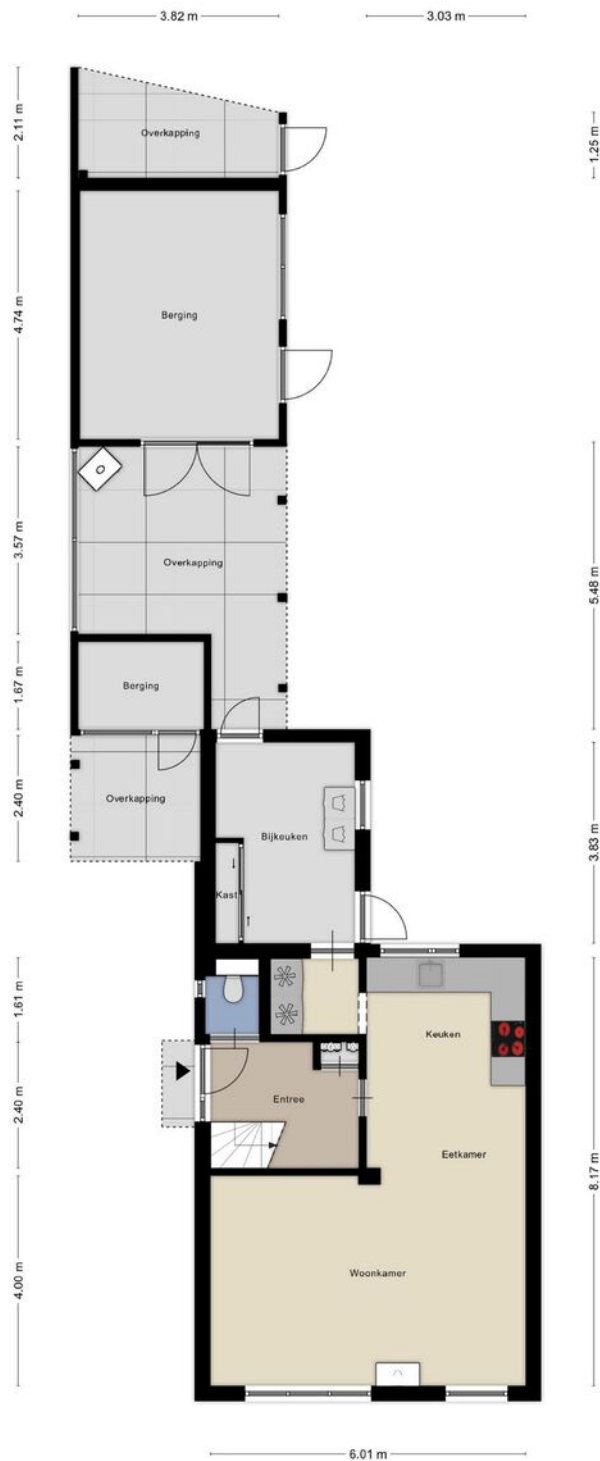 3.82 m
3.03 m
2.11 m
Overkapping
1.25 m
4.74 m
Berging
3.57 m
Overkapping
5.48 m
1.67 m
Berging
2.40 m
Overkapping
Bijkeuken
3.83 m
Kast
1.61 m
Keuken
2.40 m
Entree
Eetkamer
8.17 m
4.00 m
Woonkamer
6.01 m